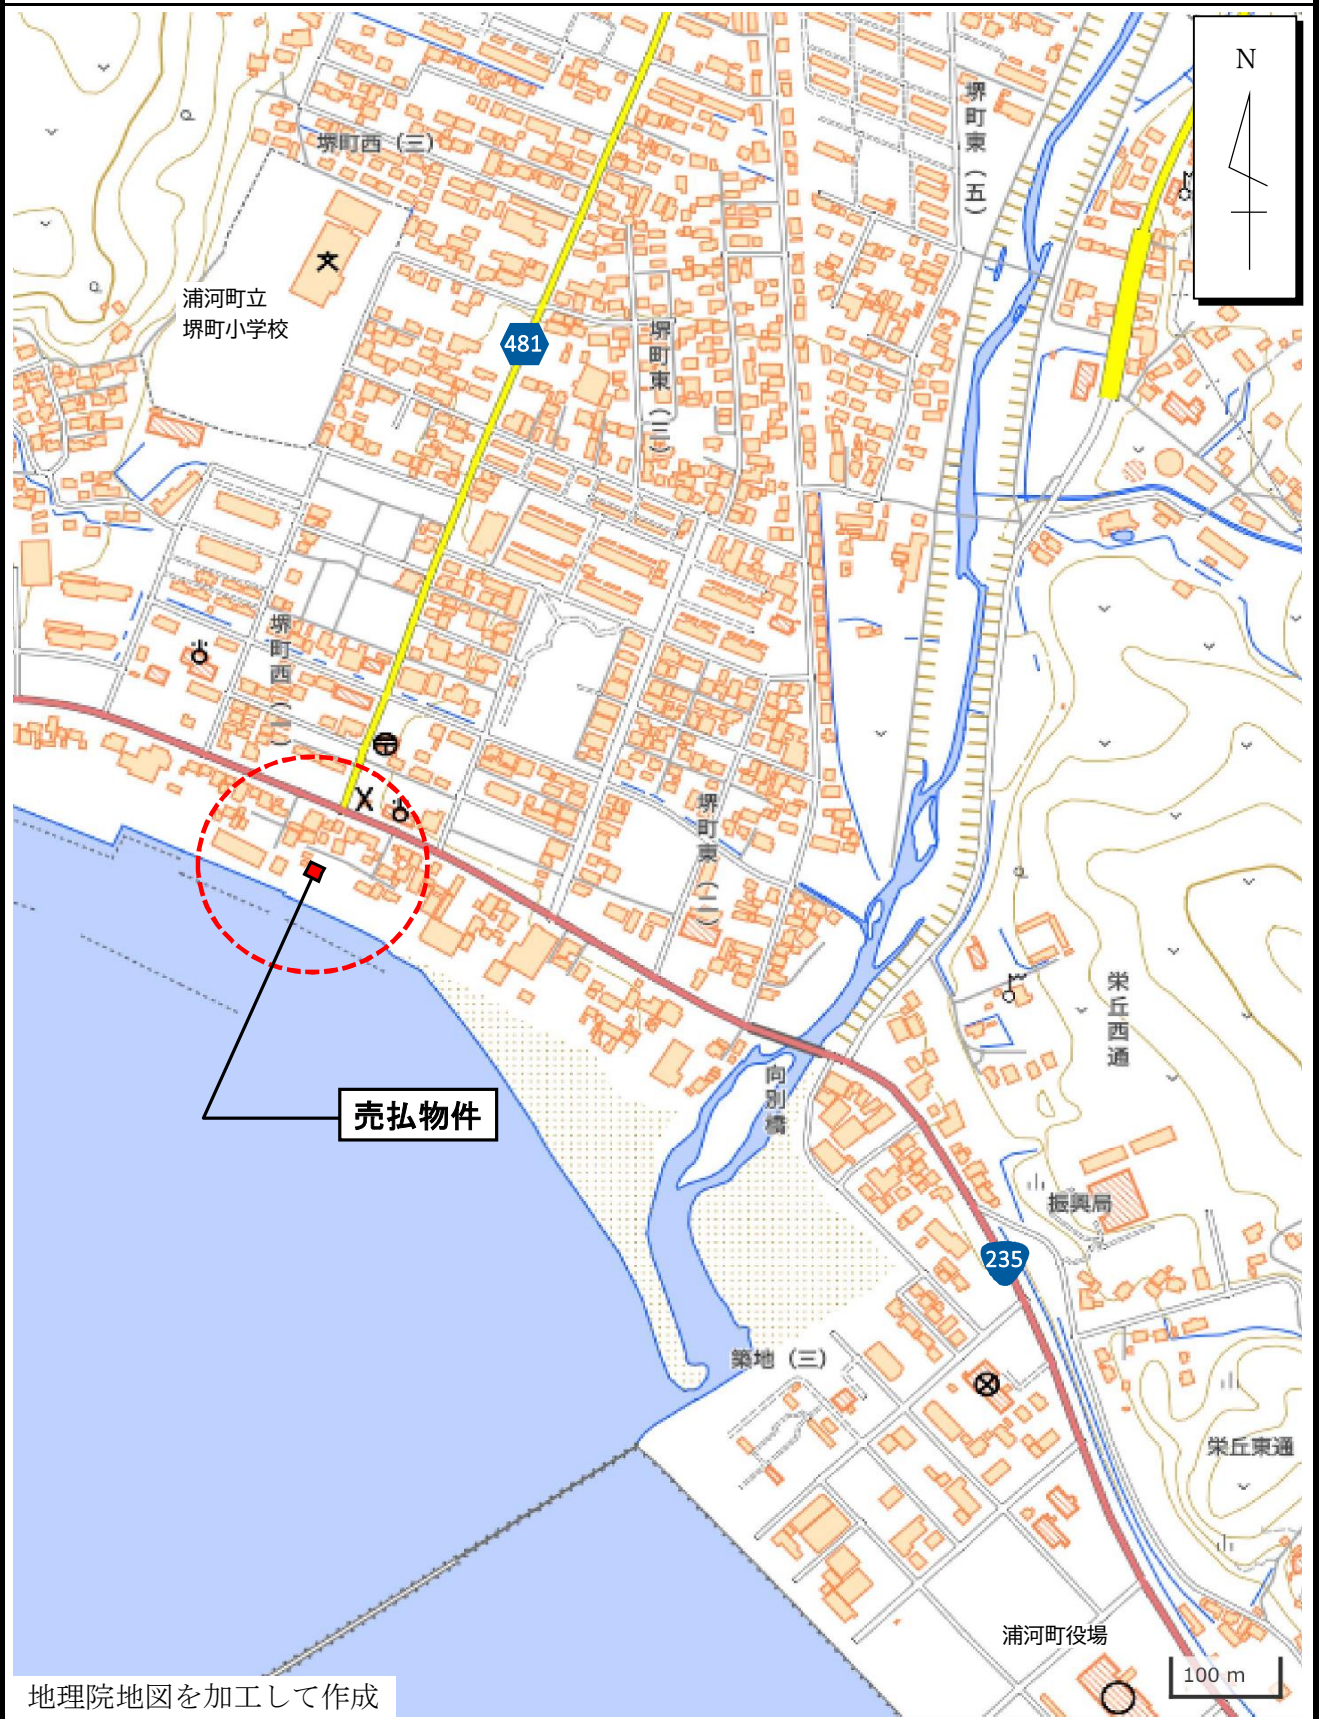 N
堺町東（五）
堺町西（三）
浦河町立
堺町小学校
481
堺町東（三）
堺町西（一）
堺町東（二）
栄丘西通
売払物件
向別橋
振興局
235
築地（三）
栄丘東通
浦河町役場
100 m
地理院地図を加工して作成